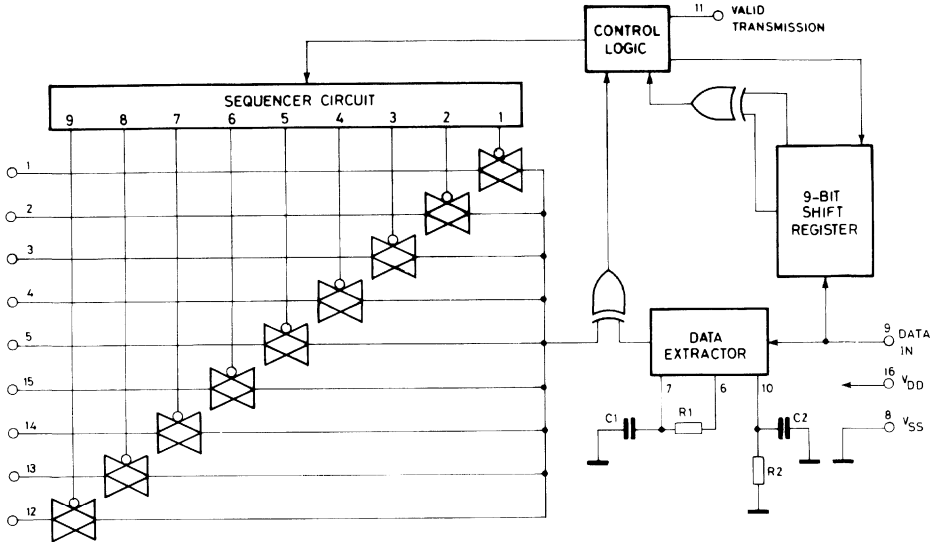 11 VALID
TRANSMISSION
CONTROL
LOGIC
SEQUENCER CIRCUIT
9 8 7 6 5 4 3 2 1
1
2
3
4
5
15
14
13
12
9-BIT
SHIFT
REGISTER
DATA
EXTRACTOR
9 DATA
IN
16 VDD
8 VSS
7 6 10
C1 R1 C2
R2